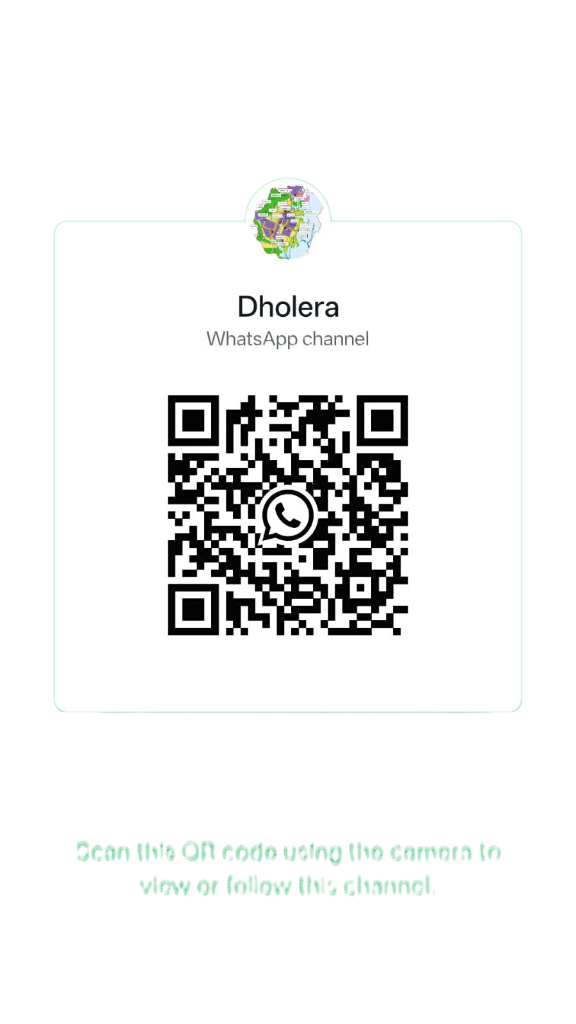 Dholera
WhatsApp channel
Scan this QR code using the camera to
view or follow this channel.